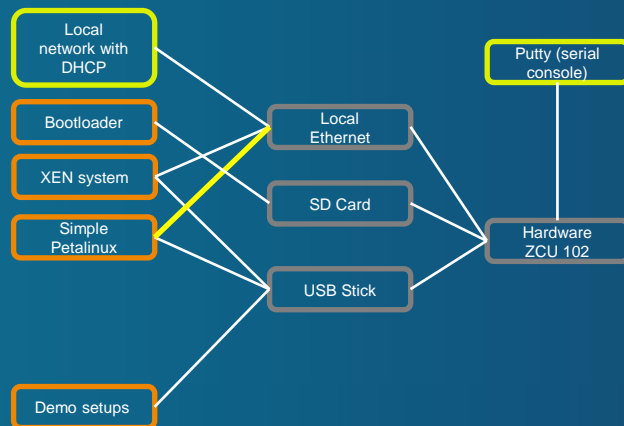 Local
network with
DHCP
Putty (serial
console)
Bootloader
Local
Ethernet
XEN system
SD Card
Simple
Petalinux
Hardware
ZCU 102
USB Stick
Demo setups